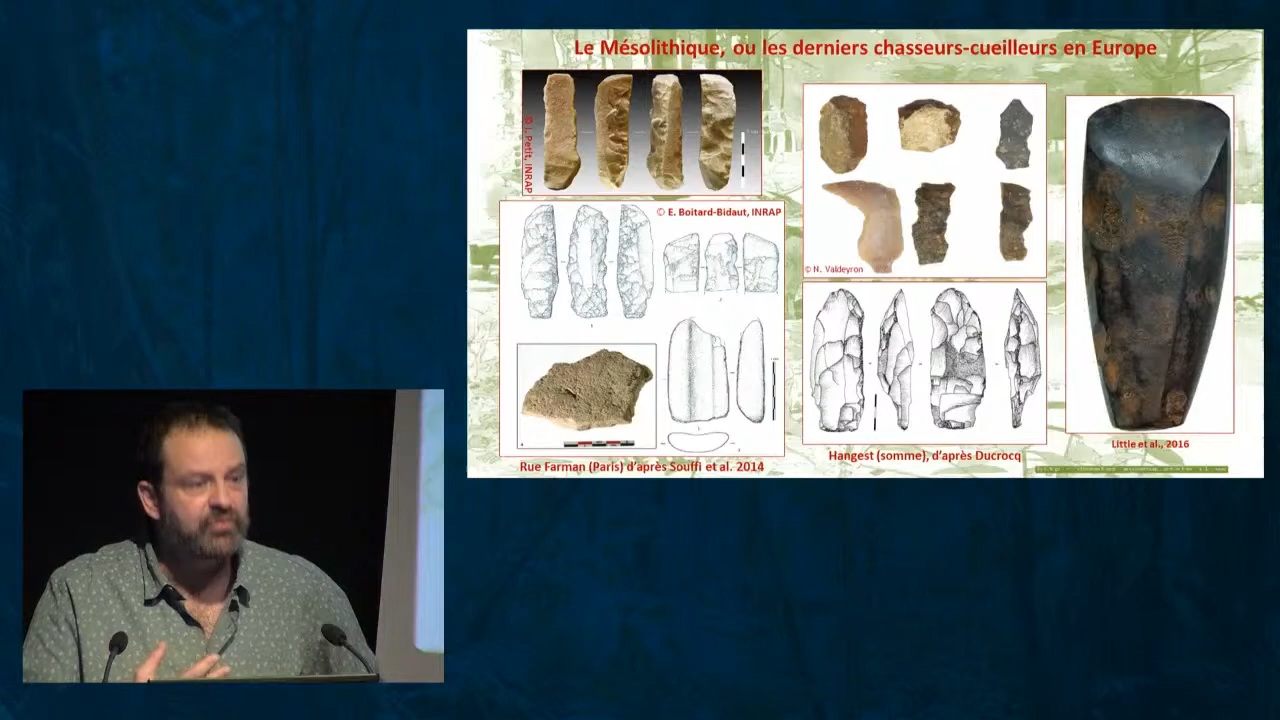 Le Mésolithique, ou les derniers chasseurs-cueilleurs en Europe
© L. Petit, INRAP
© E. Boitard-Bidaut, INRAP
Rue Farman (Paris) d'après Souffi et al. 2014
© N. Valdeyron
Hangest (somme), d'après Ducrocq
Little et al., 2016